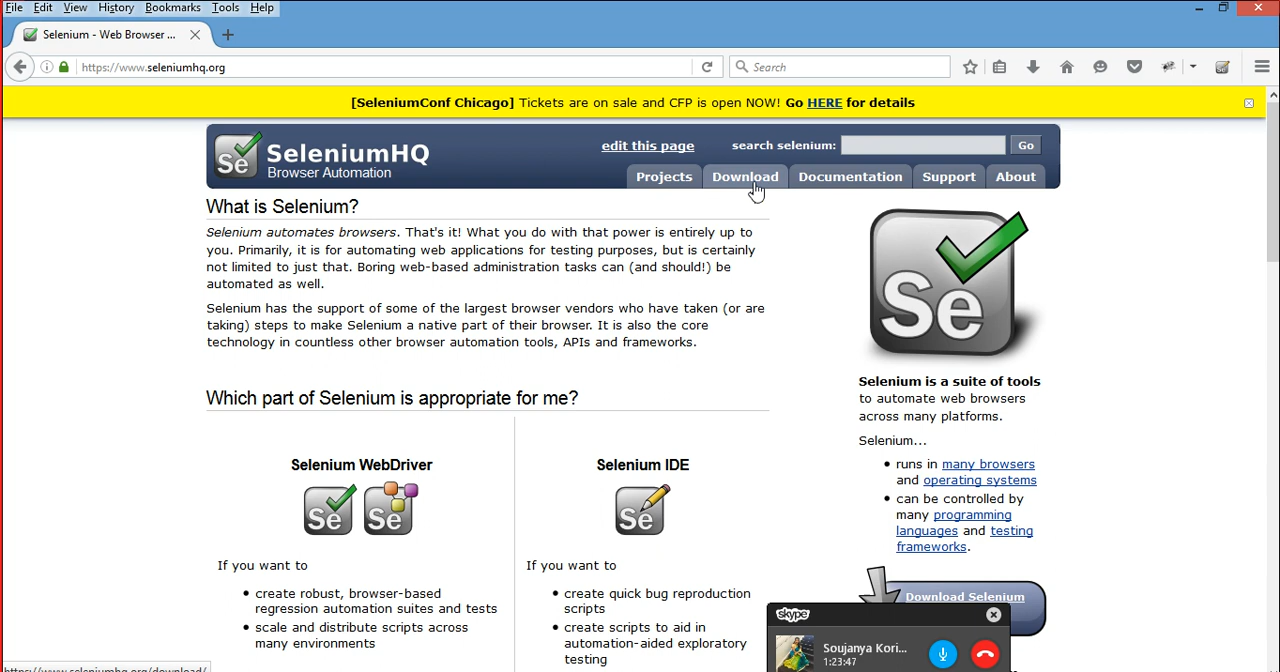 File Edit View History Bookmarks Tools Help
Selenium - Web Browser ...
https://www.seleniumhq.org
Search
[SeleniumConf Chicago] Tickets are on sale and CFP is open NOW! Go HERE for details
Se
SeleniumHQ
Browser Automation
edit this page
search selenium:
Go
Projects Download Documentation Support About
What is Selenium?
Selenium automates browsers. That's it! What you do with that power is entirely up to
you. Primarily, it is for automating web applications for testing purposes, but is certainly
not limited to just that. Boring web-based administration tasks can (and should!) be
automated as well.
Selenium has the support of some of the largest browser vendors who have taken (or are
taking) steps to make Selenium a native part of their browser. It is also the core
technology in countless other browser automation tools, APIs and frameworks.
Which part of Selenium is appropriate for me?
Selenium WebDriver
Se Se
If you want to
create robust, browser-based
regression automation suites and tests
scale and distribute scripts across
many environments
Selenium IDE
Se
If you want to
create quick bug reproduction
scripts
create scripts to aid in
automation-aided exploratory
testing
Se
Selenium is a suite of tools
to automate web browsers
across many platforms.
Selenium...
runs in many browsers
and operating systems
can be controlled by
many programming
languages and testing
frameworks.
Download Selenium
skype
Soujanya Kori...
1:23:47
https://www.seleniumhq.org/download/